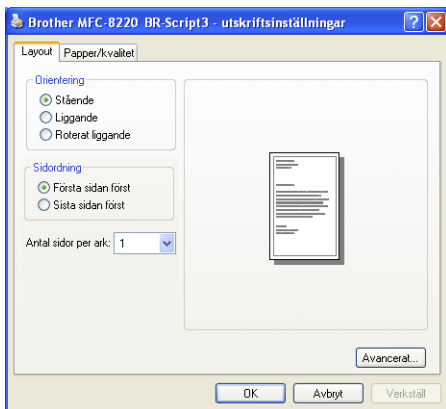 Brother MFC-8220 BR-Script3 - utskriftsinställningar
Layout Papper/kvalitet
Orientering
Stående
Liggande
Roterat liggande
Sidordning
Första sidan först
Sista sidan först
Antal sidor per ark: 1
Avancerat...
OK Avbryt Verkställ